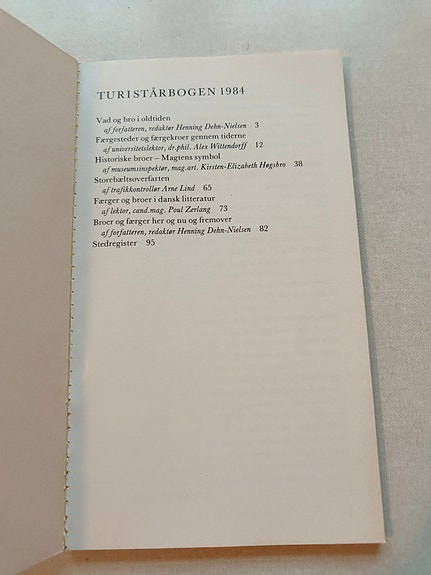 TURISTÅRBOGEN 1984
Vad og bro i oldtiden
af forfatteren, redaktør Henning Dehn-Nielsen 3
Færgesteder og færgekroer gennem tiderne
af universitetslektor, dr.phil. Alex Wittendorff 12
Historiske broer – Magtens symbol
af museumsinspektør, mag.art. Kirsten-Elizabeth Høgsbro 38
Storebæltsoverfarten
af trafikkontrollør Arne Lind 65
Færger og broer i dansk litteratur
af lektor, cand.mag. Poul Zerlang 73
Broer og færger her og nu og fremover
af forfatteren, redaktør Henning Dehn-Nielsen 82
Stedregister 95